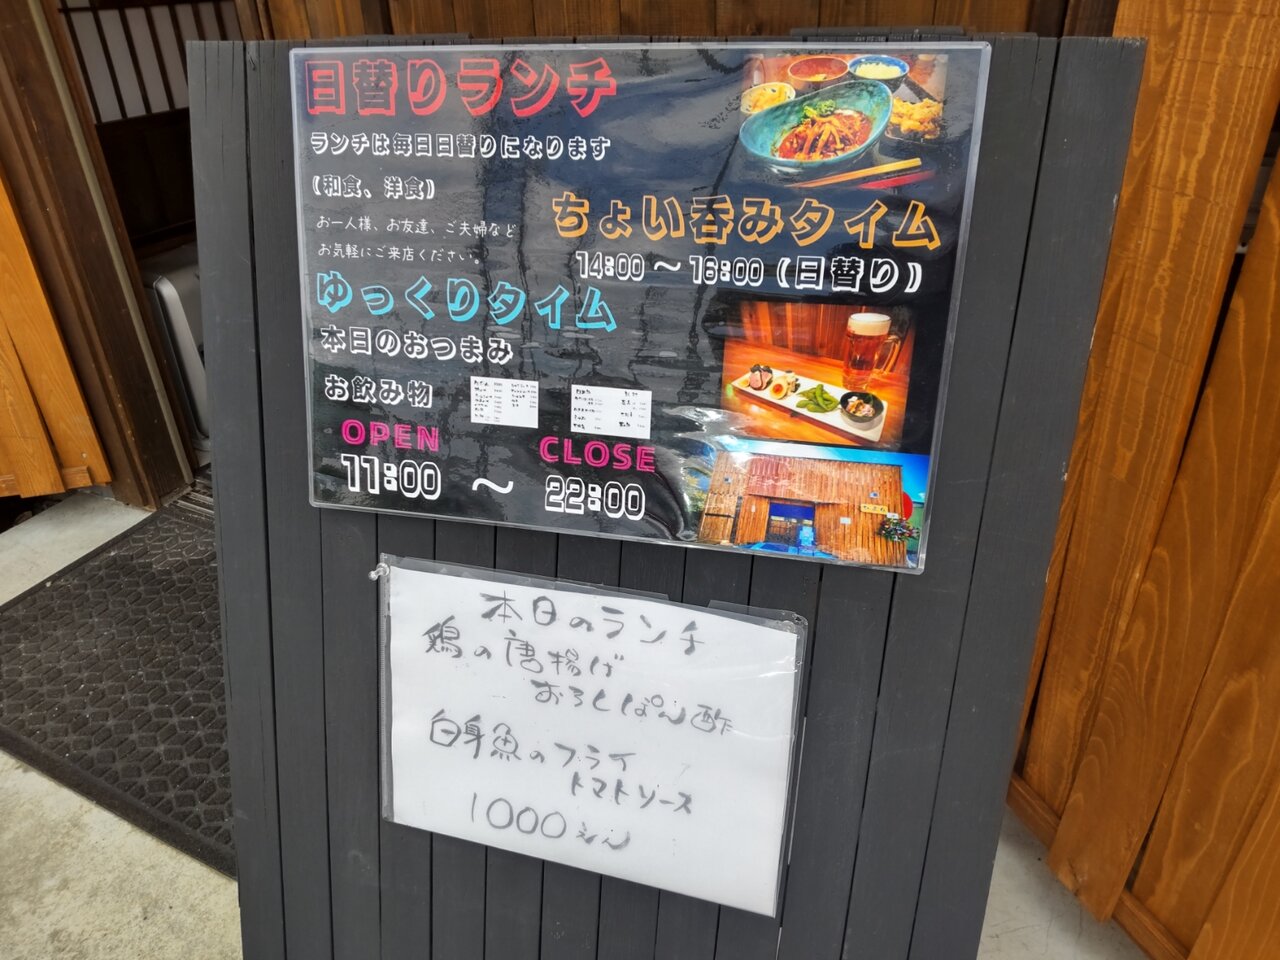 日替りランチ
ランチは毎日日替りになります
(和食、洋食)
お一人様、お友達、ご夫婦など
お気軽にご来店ください。
ちょい呑みタイム
14:00 ～ 16:00 (日替り)
ゆっくりタイム
本日のおつまみ
お飲み物
OPEN
CLOSE
11:00 ～ 22:00
本日のランチ
鶏の唐揚げ
おろしぽん酢
白身魚のフライ
トマトソース
1000えん